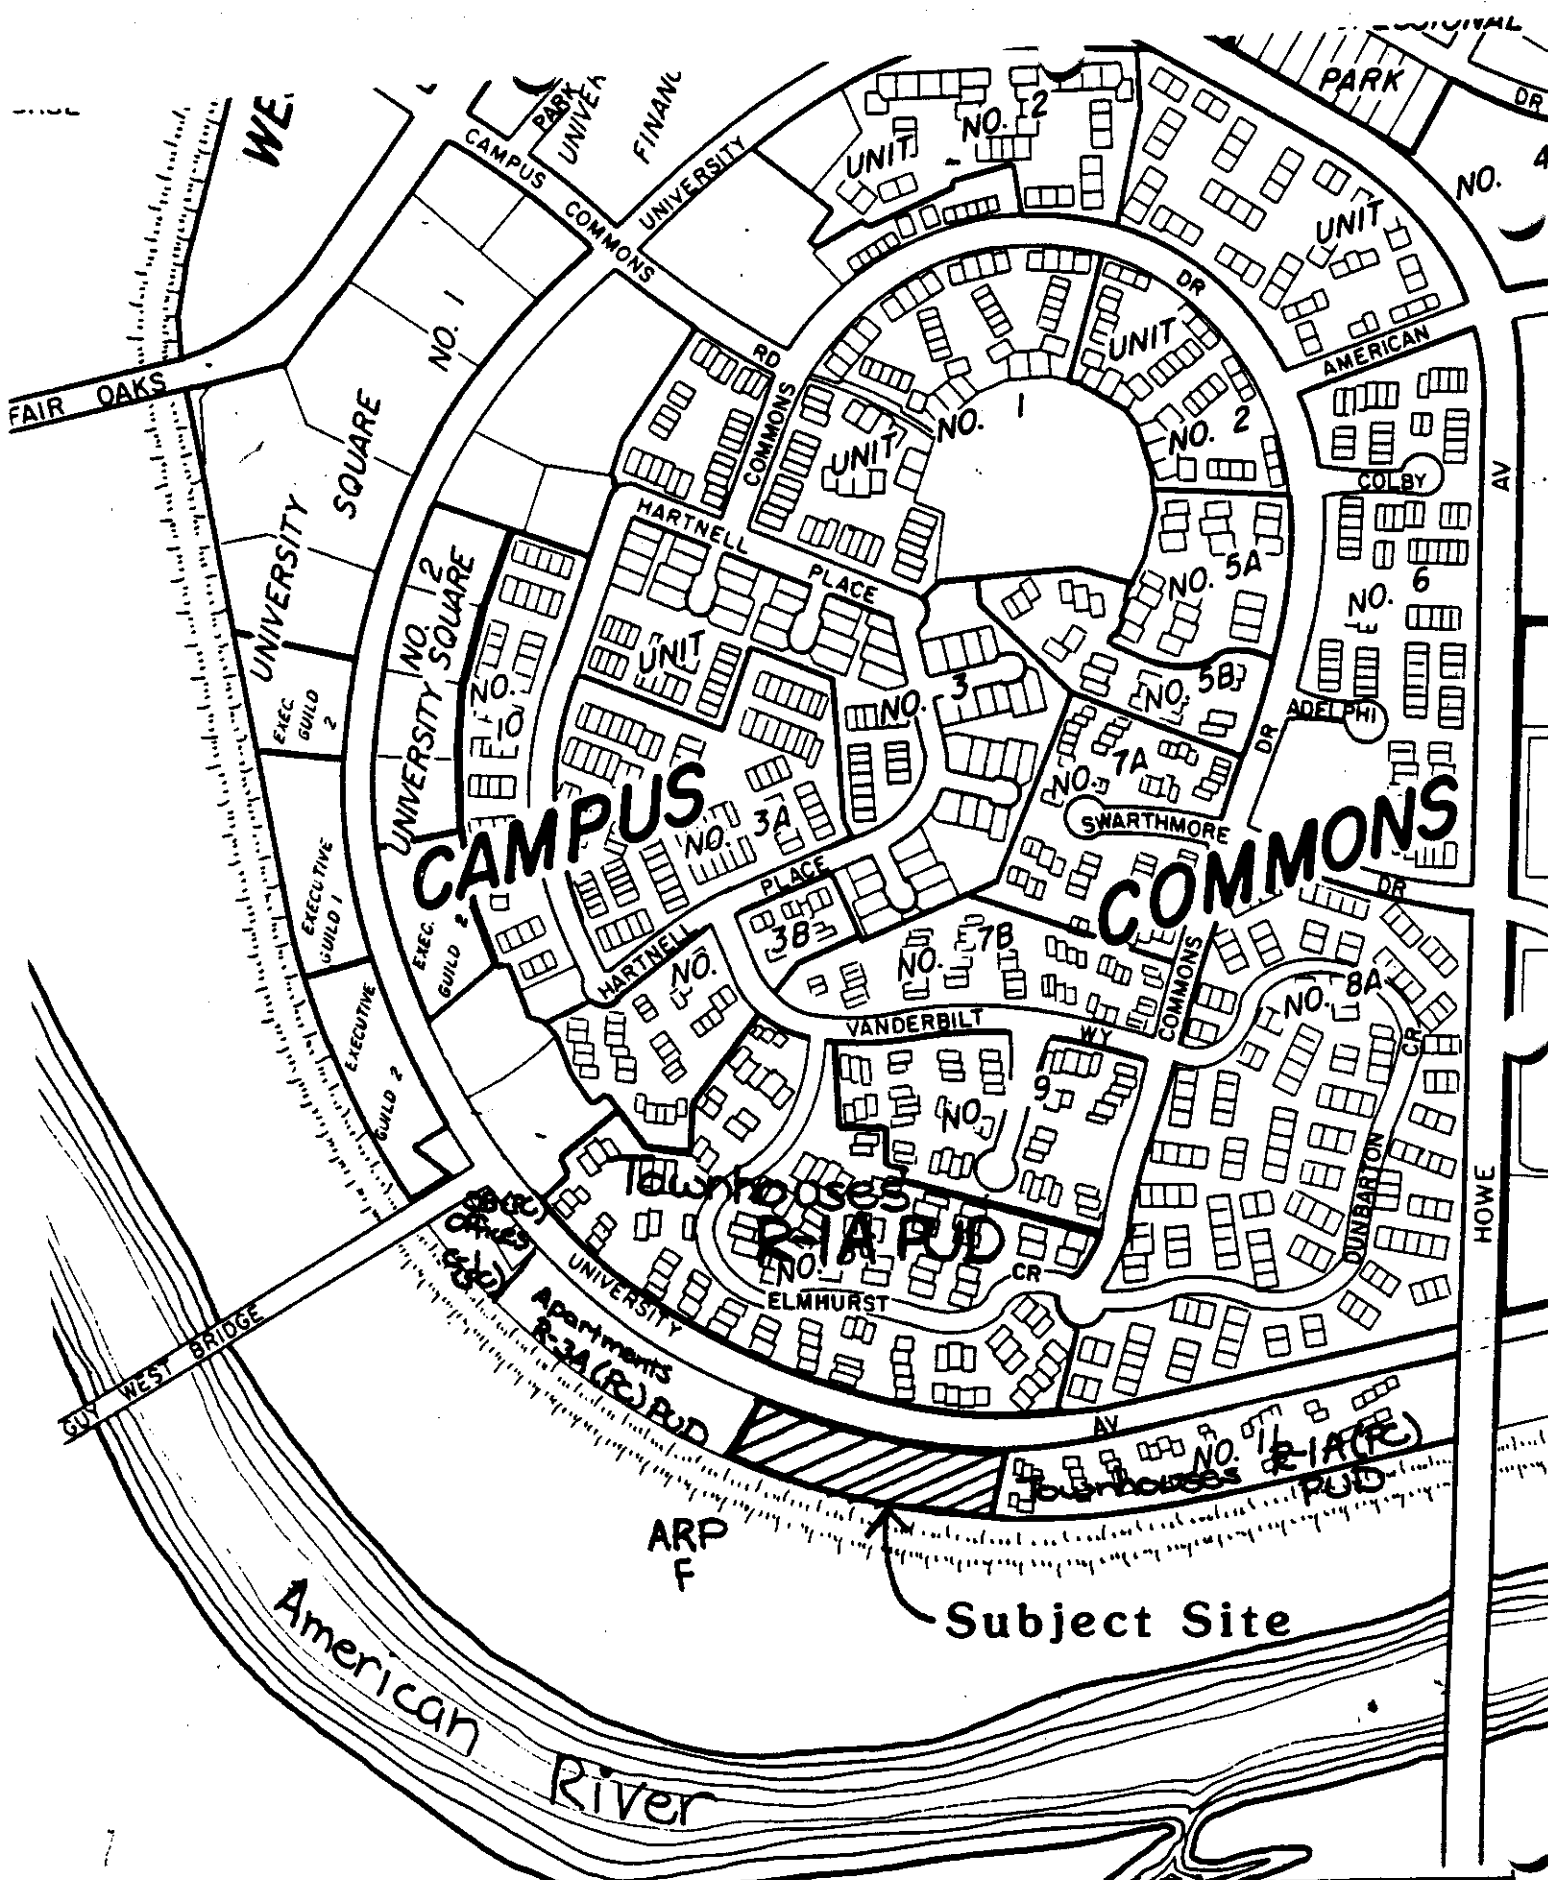 PARK
DR
WE
PARK
UNIVER
FINANC
NO. 4
UNIT NO. 12
UNIT
CAMPUS COMMONS RD
UNIVERSITY
DR
AMERICAN
NO. 1
UNIVERSITY SQUARE
FAIR OAKS
COMMONS
UNIT NO. 1
UNIT NO. 2
COLBY
AV
HARTNELL PLACE
NO. 5A
NO. 6
NO. 2
UNIVERSITY SQUARE
NO. 10
UNIT NO. 3
NO. 5B
ADELPHI
DR
EXEC. GUILD 2
NO. 7A
SWARTHMORE
CAMPUS COMMONS
NO. 3A
PLACE
DR
EXECUTIVE GUILD 1
EXEC. GUILD 2
3B
HARTNELL
NO.
NO. 7B
COMMONS
NO. 8A
CR
VANDERBILT WY
EXECUTIVE GUILD 2
NO. 9
DUNBARTON
HOWE
Townhouses
R-1A PUD
NO.
CR
ELMHURST
OB(PC)
Offices
UNIVERSITY
Apartments
R-3A(PC)PUD
GUY WEST BRIDGE
AV
NO. 11
Townhouses R-1A(PC)
PUD
ARP
F
Subject Site
American
River